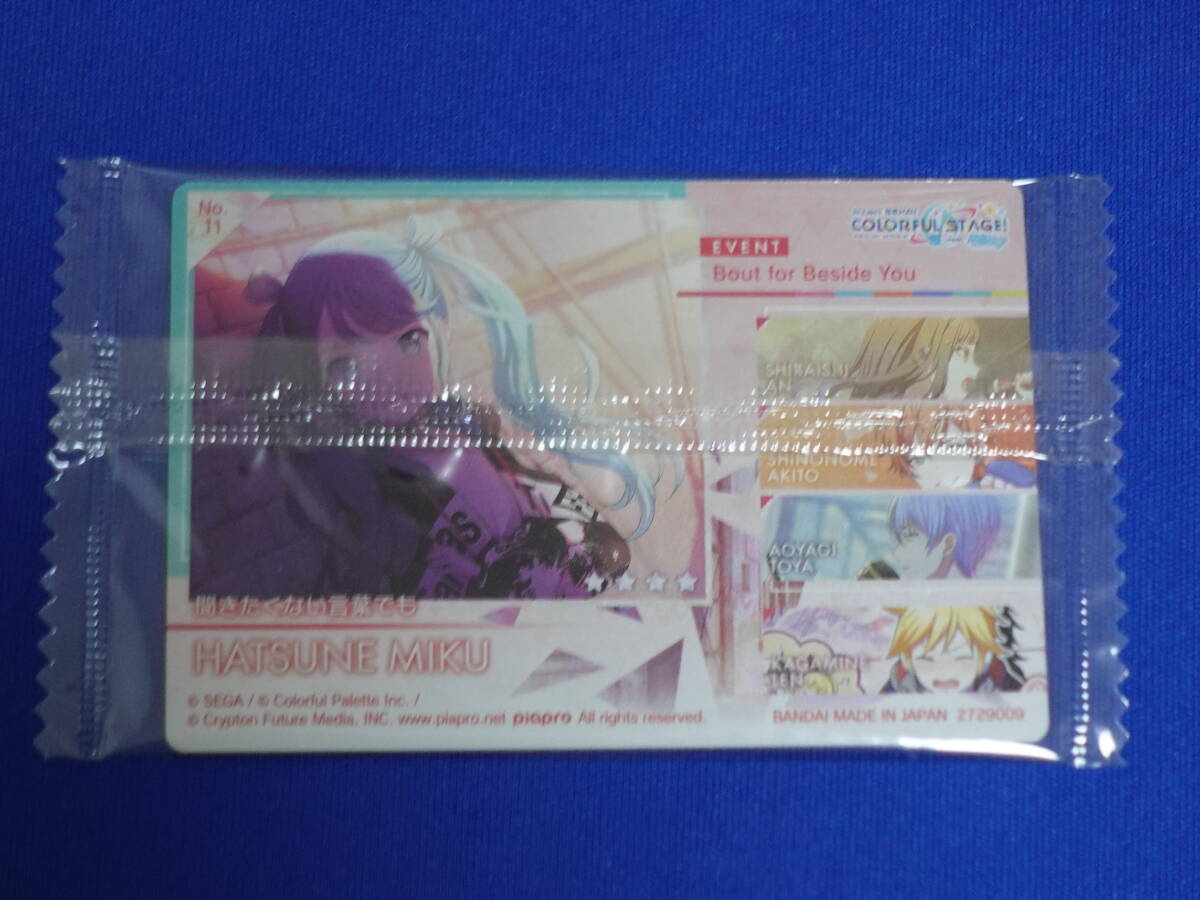 No.
11
COLORFUL STAGE!
EVENT
Bout for Beside You
SHIRAISHI
AN
SHINONOME
AKITO
AOYAGI
TOYA
KAGAMINE
LEN
聞きたくない言葉でも
HATSUNE MIKU
© SEGA / © Colorful Palette Inc. /
© Crypton Future Media, INC. www.piapro.net piapro All rights reserved.
BANDAI MADE IN JAPAN 2729009